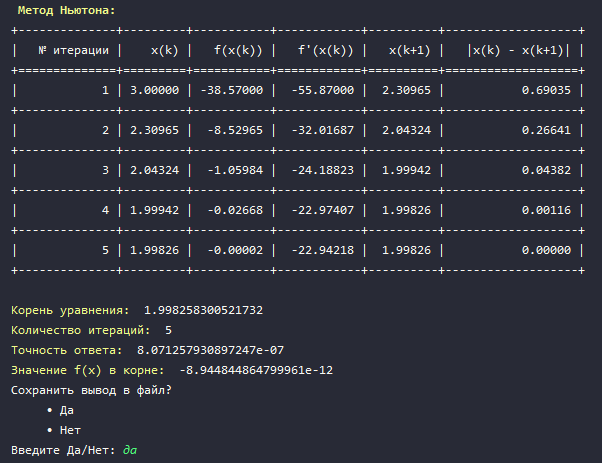 Метод Ньютона:
+--------------+---------+-----------+------------+---------+-------------------+
|   № итерации |    x(k) |   f(x(k)) |   f'(x(k)) |  x(k+1) |   |x(k) - x(k+1)| |
+==============+=========+===========+============+=========+===================+
|            1 | 3.00000 | -38.57000 |  -55.87000 | 2.30965 |           0.69035 |
+--------------+---------+-----------+------------+---------+-------------------+
|            2 | 2.30965 |  -8.52965 |  -32.01687 | 2.04324 |           0.26641 |
+--------------+---------+-----------+------------+---------+-------------------+
|            3 | 2.04324 |  -1.05984 |  -24.18823 | 1.99942 |           0.04382 |
+--------------+---------+-----------+------------+---------+-------------------+
|            4 | 1.99942 |  -0.02668 |  -22.97407 | 1.99826 |           0.00116 |
+--------------+---------+-----------+------------+---------+-------------------+
|            5 | 1.99826 |  -0.00002 |  -22.94218 | 1.99826 |           0.00000 |
+--------------+---------+-----------+------------+---------+-------------------+
Корень уравнения:  1.998258300521732
Количество итераций:  5
Точность ответа:  8.071257930897247e-07
Значение f(x) в корне:  -8.944844864799961e-12
Сохранить вывод в файл?
• Да
• Нет
Введите Да/Нет: да